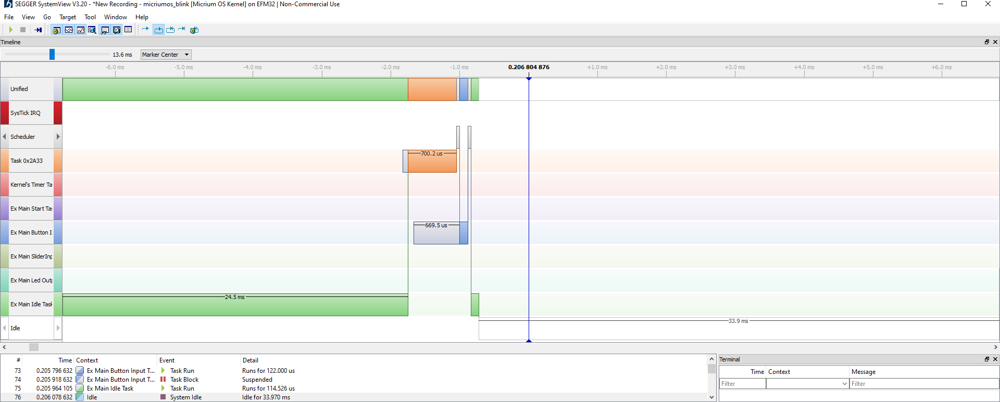 SEGGER SystemView V3.20 - *New Recording - micriumos_blink [Micrium OS Kernel] on EFM32 | Non-Commercial Use
File View Go Target Tool Window Help
Timeline
13.6 ms Marker Center
-6.0 ms -5.0 ms -4.0 ms -3.0 ms -2.0 ms -1.0 ms 0.206 804 876 +1.0 ms +2.0 ms +3.0 ms +4.0 ms +5.0 ms +6.0 ms
Unified
SysTick IRQ
Scheduler
Task 0x2A33 700.2 us
Kernel's Timer Ta
Ex Main Start Ta
Ex Main Button I 669.5 us
Ex Main SliderInp
Ex Main Led Outp
Ex Main Idle Task 24.5 ms
Idle 33.9 ms
# Time Context Event Detail
73 0.205 796 632 Ex Main Button Input T... Task Run Runs for 122.000 us
74 0.205 918 632 Ex Main Button Input T... Task Block Suspended
75 0.205 964 105 Ex Main Idle Task Task Run Runs for 114.526 us
76 0.206 078 632 Idle System Idle Idle for 33.970 ms
Terminal
Time Context Message
Filter Filter